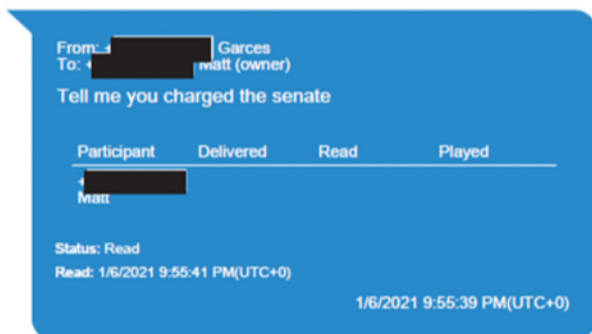 From: + Garces
To: + Matt (owner)
Tell me you charged the senate
Participant Delivered Read Played
+
Matt
Status: Read
Read: 1/6/2021 9:55:41 PM(UTC+0)
1/6/2021 9:55:39 PM(UTC+0)